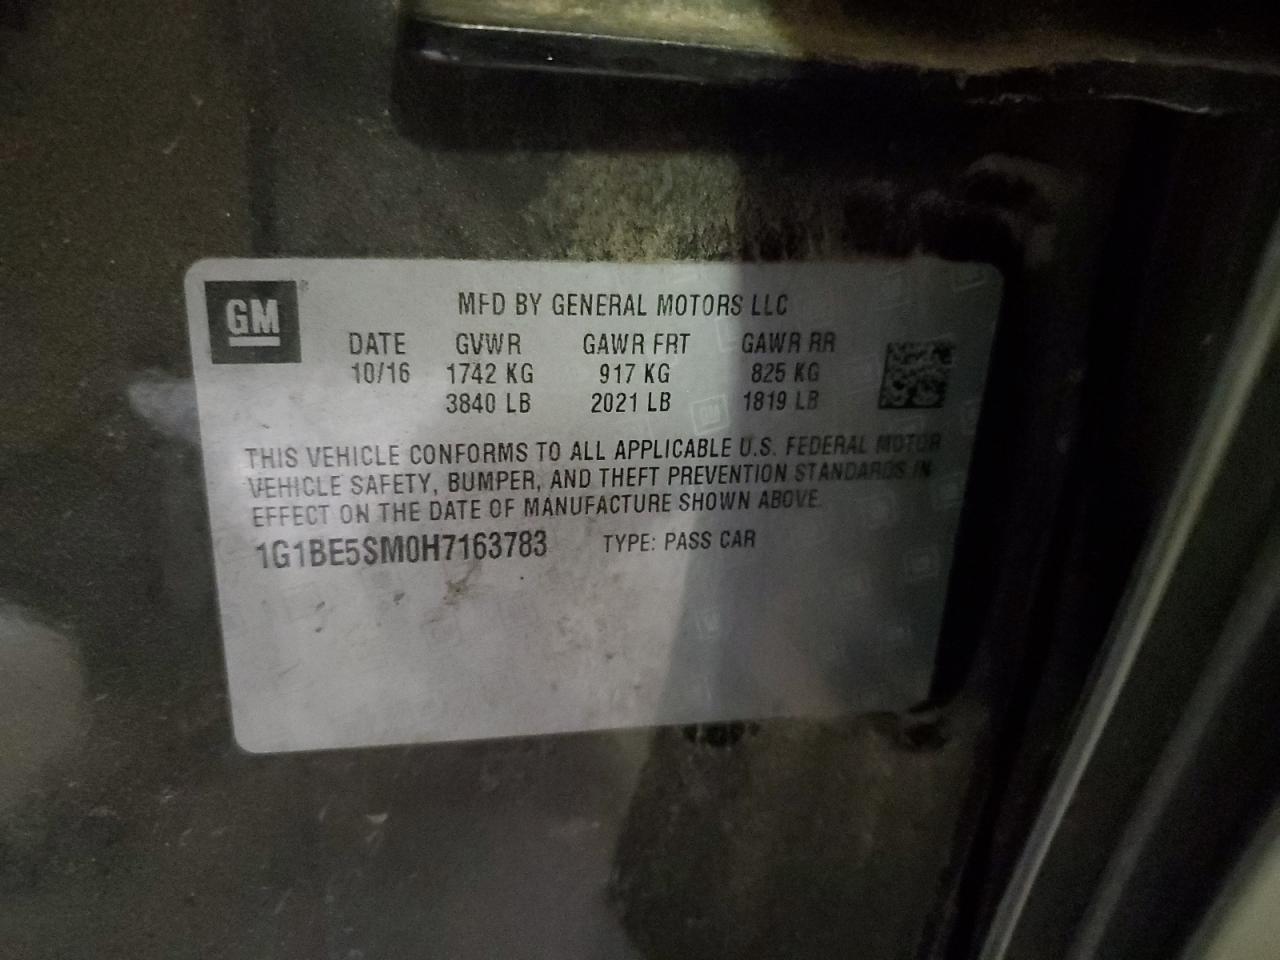 GM
MFD BY GENERAL MOTORS LLC
DATE GVWR GAWR FRT GAWR RR
10/16 1742 KG 917 KG 825 KG
3840 LB 2021 LB 1819 LB
THIS VEHICLE CONFORMS TO ALL APPLICABLE U.S. FEDERAL MOTOR
VEHICLE SAFETY, BUMPER, AND THEFT PREVENTION STANDARDS IN
EFFECT ON THE DATE OF MANUFACTURE SHOWN ABOVE.
1G1BE5SM0H7163783 TYPE: PASS CAR